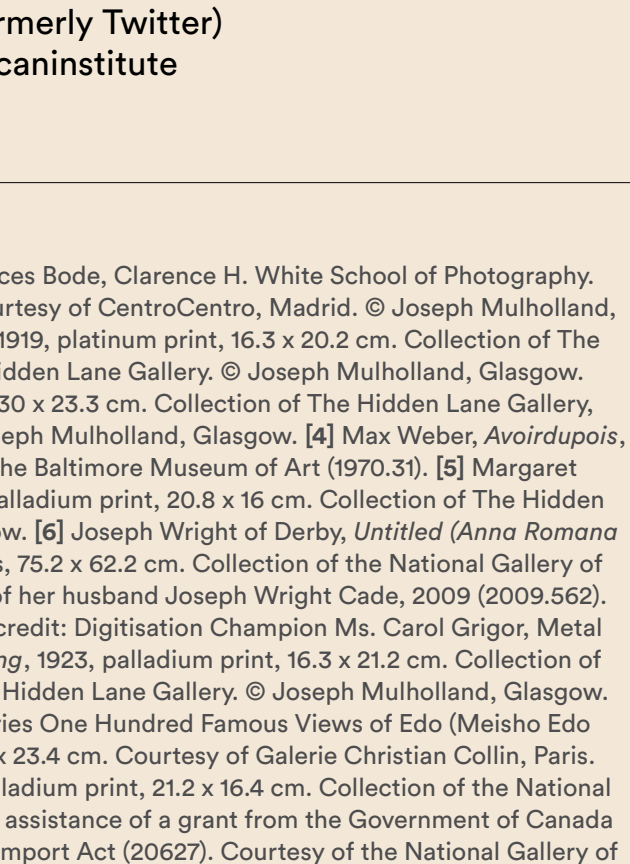 rmerly Twitter)
caninstitute
ces Bode, Clarence H. White School of Photography.
urtesy of CentroCentro, Madrid. © Joseph Mulholland,
1919, platinum print, 16.3 x 20.2 cm. Collection of The
idden Lane Gallery. © Joseph Mulholland, Glasgow.
30 x 23.3 cm. Collection of The Hidden Lane Gallery,
eph Mulholland, Glasgow. [4] Max Weber, Avoirdupois,
he Baltimore Museum of Art (1970.31). [5] Margaret
alladium print, 20.8 x 16 cm. Collection of The Hidden
ow. [6] Joseph Wright of Derby, Untitled (Anna Romana
s, 75.2 x 62.2 cm. Collection of the National Gallery of
of her husband Joseph Wright Cade, 2009 (2009.562).
credit: Digitisation Champion Ms. Carol Grigor, Metal
ng, 1923, palladium print, 16.3 x 21.2 cm. Collection of
Hidden Lane Gallery. © Joseph Mulholland, Glasgow.
ries One Hundred Famous Views of Edo (Meisho Edo
x 23.4 cm. Courtesy of Galerie Christian Collin, Paris.
lladium print, 21.2 x 16.4 cm. Collection of the National
assistance of a grant from the Government of Canada
mport Act (20627). Courtesy of the National Gallery of